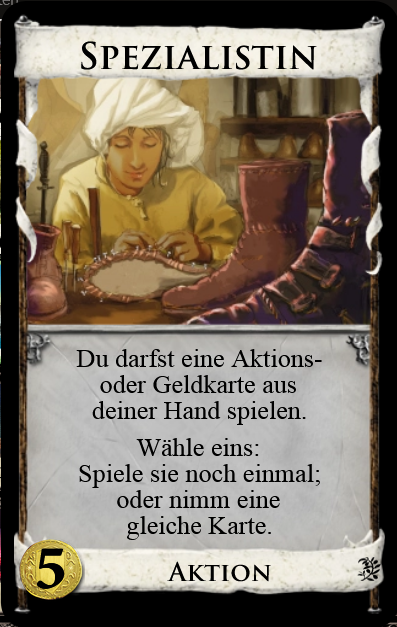 SPEZIALISTIN
Du darfst eine Aktions-
oder Geldkarte aus
deiner Hand spielen.
Wähle eins:
Spiele sie noch einmal;
oder nimm eine
gleiche Karte.
5
AKTION